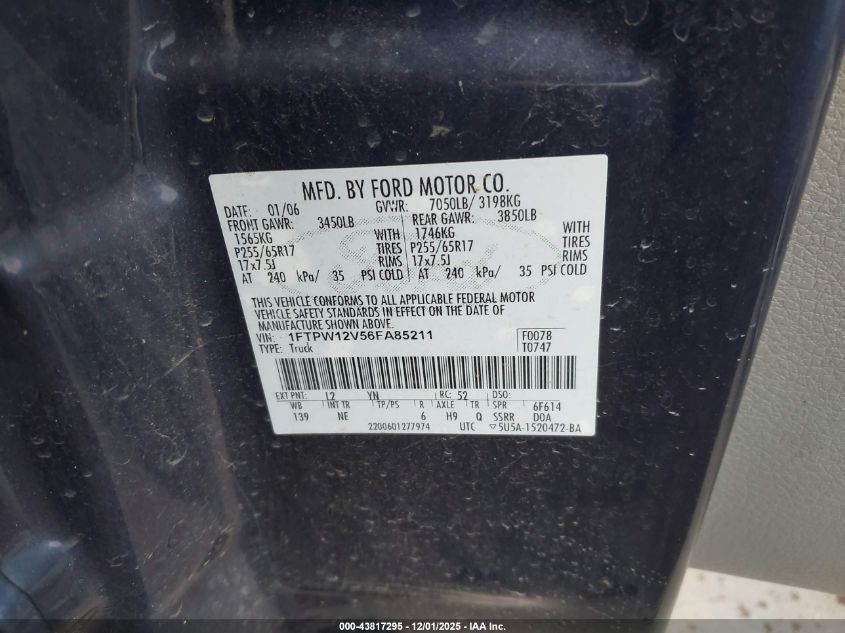 MFD. BY FORD MOTOR CO.
DATE: 01/06 GVWR: 7050LB/ 3198KG
FRONT GAWR: 3450LB REAR GAWR: 3850LB
1565KG WITH 1746KG WITH
P255/65R17 TIRES P255/65R17 TIRES
17x7.5J RIMS 17x7.5J RIMS
AT 240 kPa/ 35 PSI COLD AT 240 kPa/ 35 PSI COLD
THIS VEHICLE CONFORMS TO ALL APPLICABLE FEDERAL MOTOR
VEHICLE SAFETY STANDARDS IN EFFECT ON THE DATE OF
MANUFACTURE SHOWN ABOVE.
VIN: 1FTPW12V56FA85211 F0078
TYPE: Truck T0747
EXT PNT: L2 YN RC: 52 DSO:
WB INT TR TP/PS R AXLE TR SPR 6F614
139 NE 6 H9 Q SSRR DOA
2200601277974 UTC ▽5U5A-1520472-BA
000-43817295 - 12/01/2025 - IAA Inc.